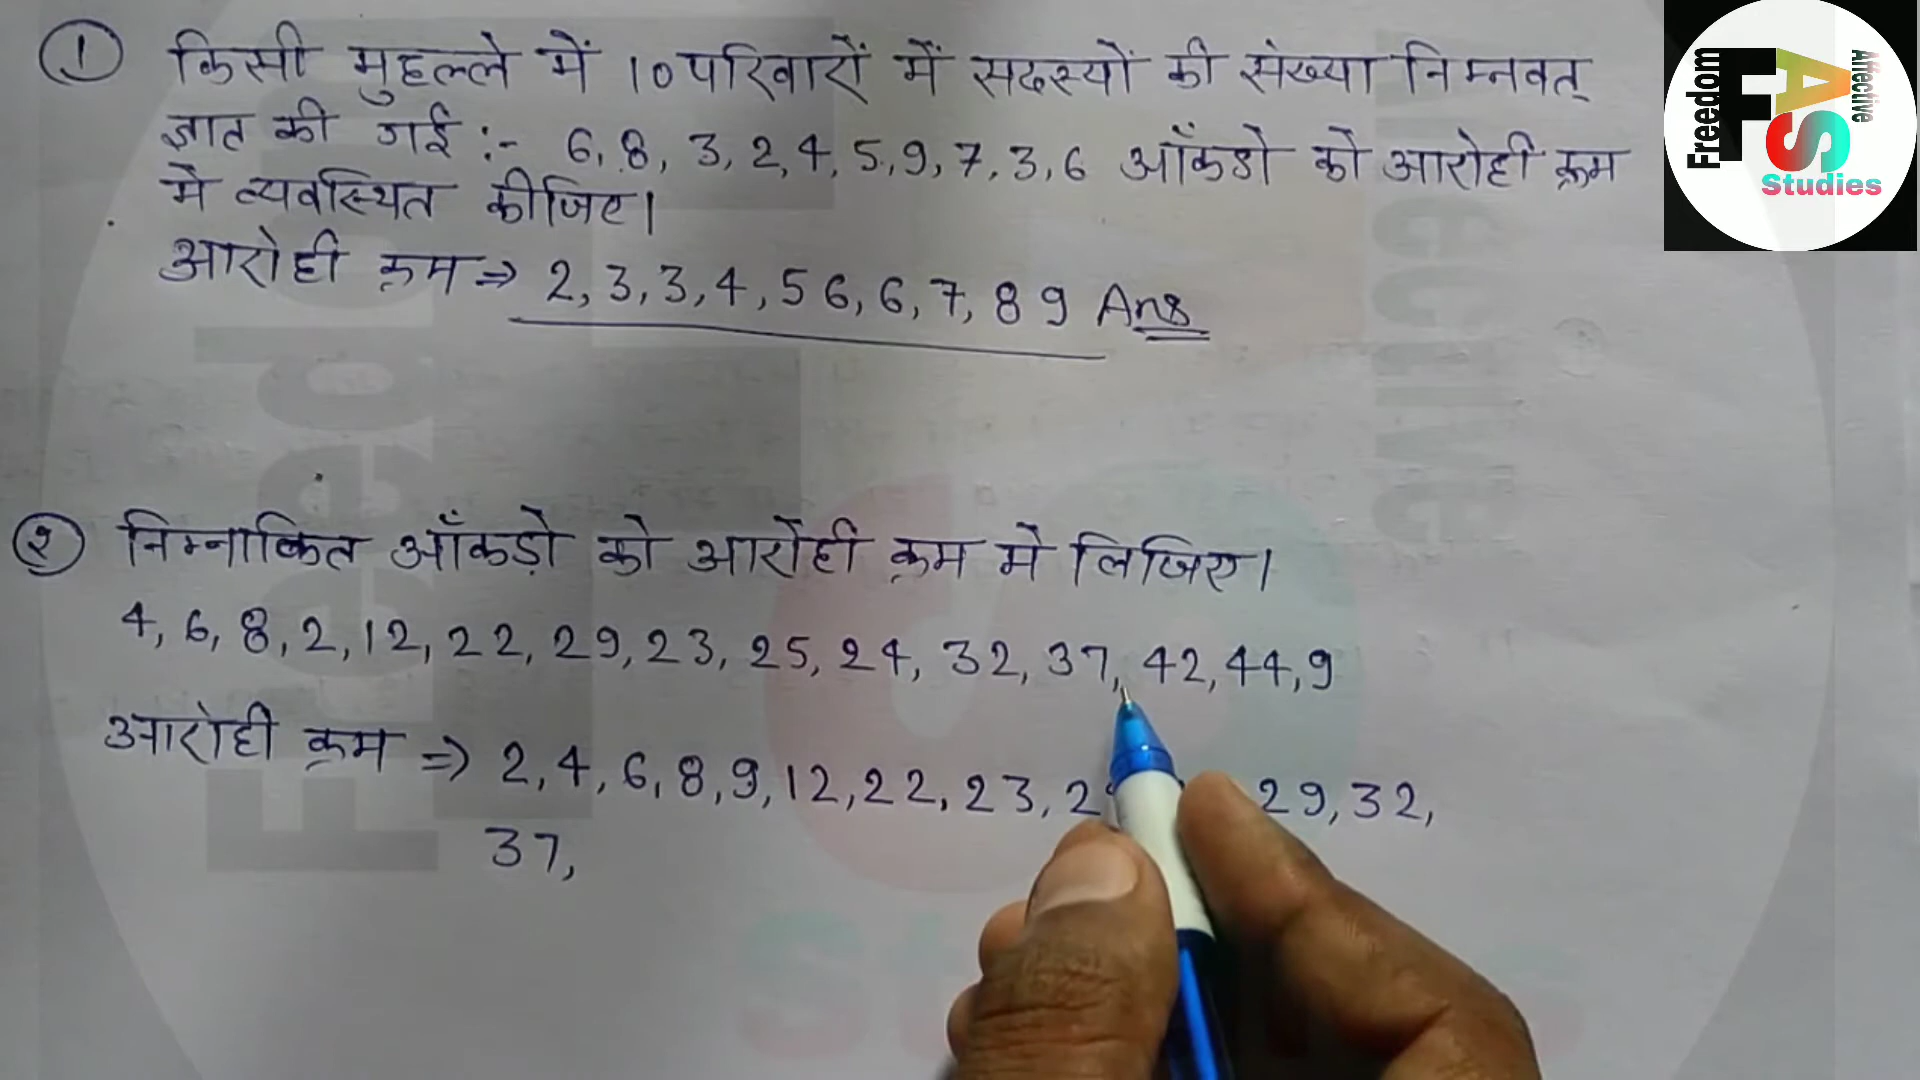 ① किसी मुहल्ले में 10 परिवारों में सदस्यों की संख्या निम्नवत्
ज्ञात की गई :- 6, 8, 3, 2, 4, 5, 9, 7, 3, 6 आँकडो को आरोही क्रम
मे व्यवस्थित कीजिए।
आरोही क्रम ⇒ 2, 3, 3, 4, 5 6, 6, 7, 8 9 Ans
② निम्नाकित आँकड़ो को आरोही क्रम मे लिजिए।
4, 6, 8, 2, 12, 22, 29, 23, 25, 24, 32, 37, 42, 44, 9
आरोही क्रम ⇒ 2, 4, 6, 8, 9, 12, 22, 23, 2 29, 32,
37,
Freedom
FAS
Affective
Studies